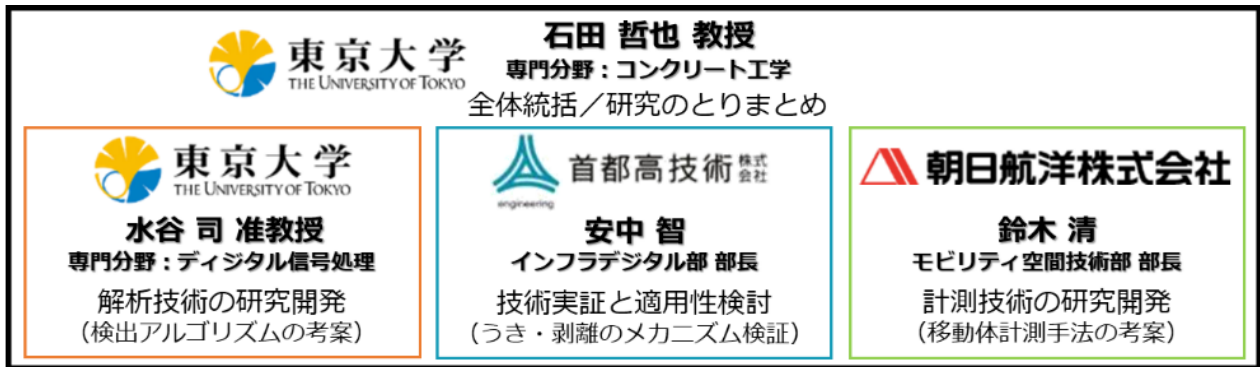 東京大学
THE UNIVERSITY OF TOKYO
石田 哲也 教授
専門分野：コンクリート工学
全体統括／研究のとりまとめ
東京大学
THE UNIVERSITY OF TOKYO
水谷 司 准教授
専門分野：ディジタル信号処理
解析技術の研究開発
（検出アルゴリズムの考案）
engineering
首都高技術株式会社
安中 智
インフラデジタル部 部長
技術実証と適用性検討
（うき・剥離のメカニズム検証）
朝日航洋株式会社
鈴木 清
モビリティ空間技術部 部長
計測技術の研究開発
（移動体計測手法の考案）